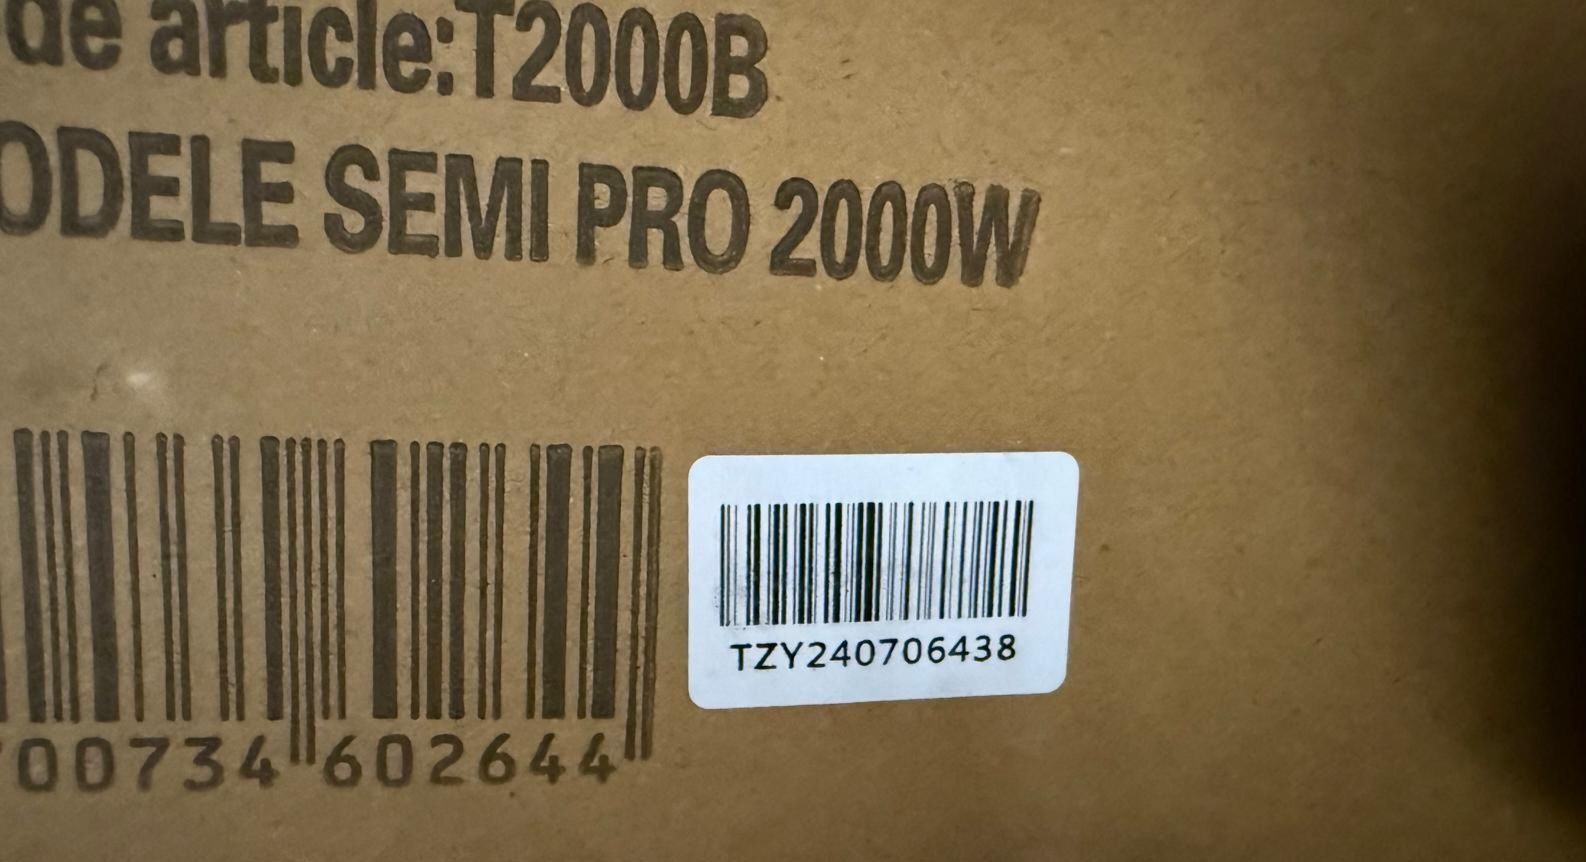 de article:T2000B
ODELE SEMI PRO 2000W
TZY240706438
00734 602644